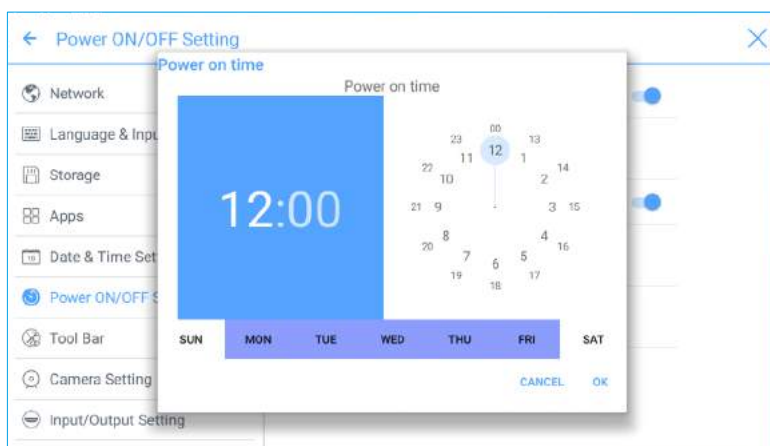 Power ON/OFF Setting
Power on time
Power on time
Network
Language & Inpu
Storage
Apps
Date & Time Set
Power ON/OFF S
Tool Bar
Camera Setting
Input/Output Setting
12:00
00
23 13
12
11 1
22 14
10 2
21 9 3 15
8 4
20 16
7 5
6
19 17
18
SUN MON TUE WED THU FRI SAT
CANCEL OK